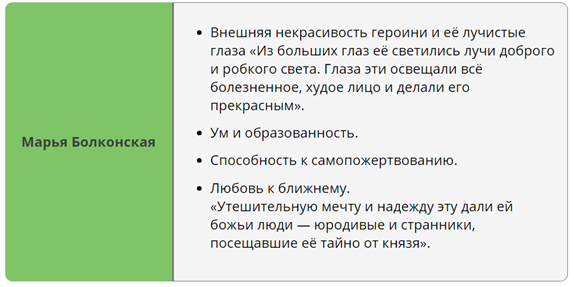 Марья Болконская
• Внешняя некрасивость героини и её лучистые
глаза «Из больших глаз её светились лучи доброго
и робкого света. Глаза эти освещали всё
болезненное, худое лицо и делали его
прекрасным».
• Ум и образованность.
• Способность к самопожертвованию.
• Любовь к ближнему.
«Утешительную мечту и надежду эту дали ей
божьи люди — юродивые и странники,
посещавшие её тайно от князя».